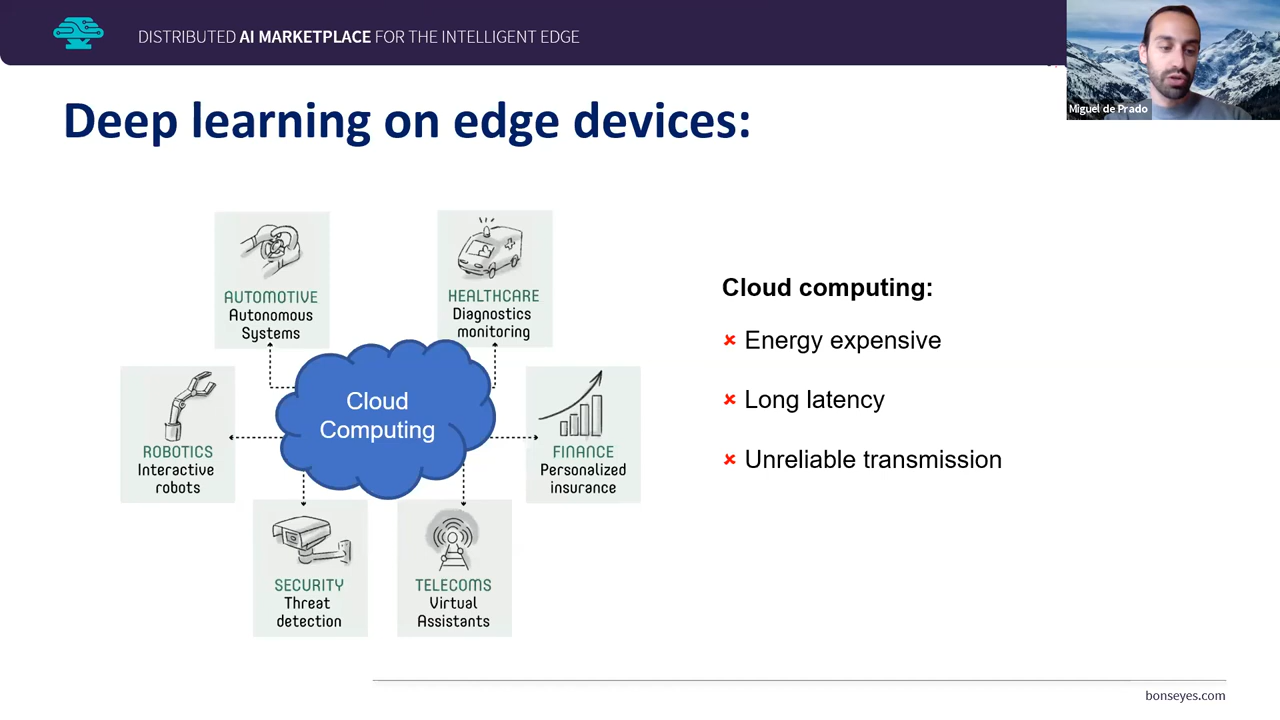 DISTRIBUTED AI MARKETPLACE FOR THE INTELLIGENT EDGE
Miguel de Prado
Deep learning on edge devices:
AUTOMOTIVE
Autonomous
Systems
HEALTHCARE
Diagnostics
monitoring
Cloud
Computing
ROBOTICS
Interactive
robots
FINANCE
Personalized
insurance
SECURITY
Threat
detection
TELECOMS
Virtual
Assistants
Cloud computing:
Energy expensive
Long latency
Unreliable transmission
bonseyes.com